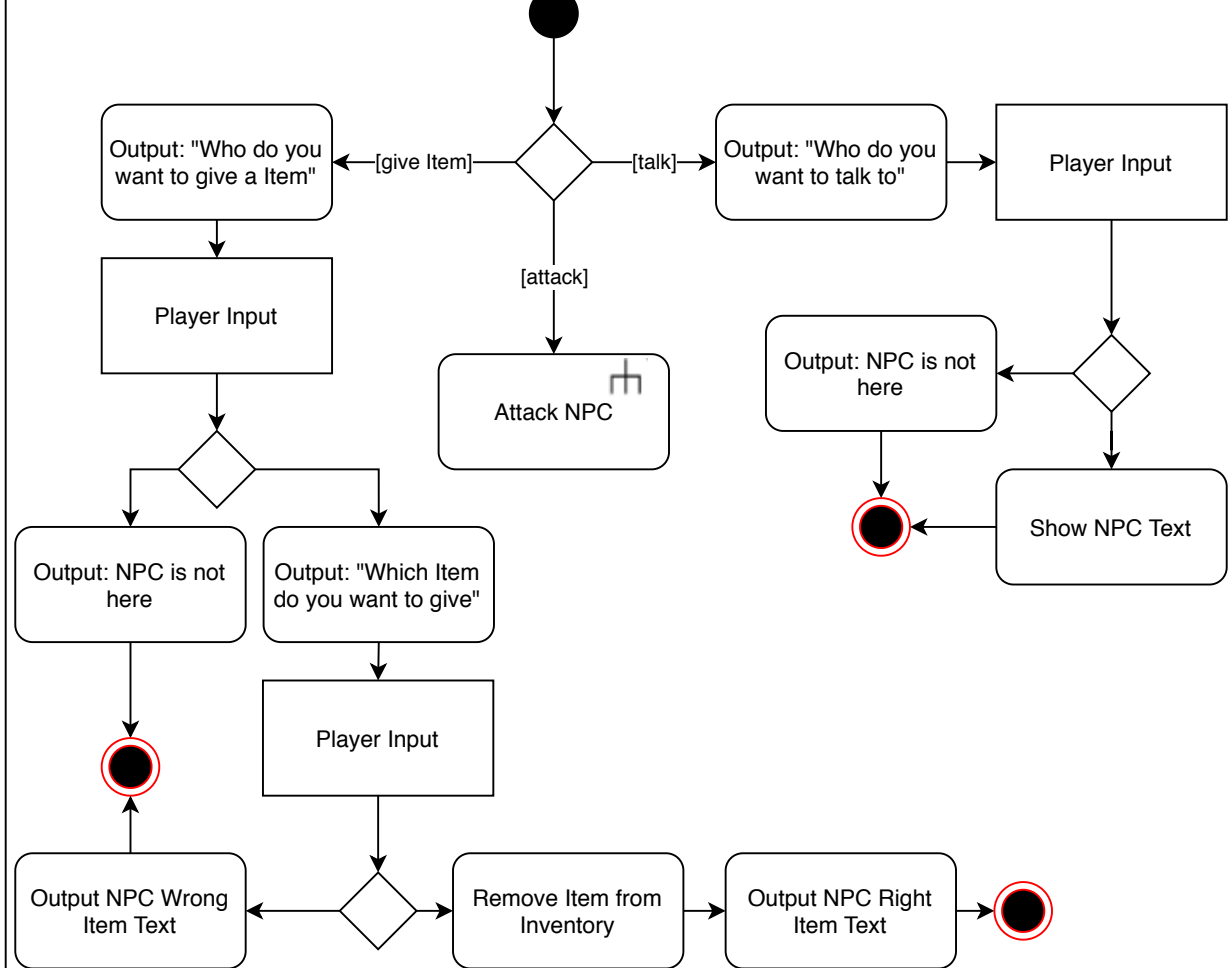 Output: "Who do you
want to give a Item"
[give Item]
[talk]
Output: "Who do you
want to talk to"
Player Input
[attack]
Player Input
Attack NPC
Output: NPC is not
here
Show NPC Text
Output: NPC is not
here
Output: "Which Item
do you want to give"
Player Input
Output NPC Wrong
Item Text
Remove Item from
Inventory
Output NPC Right
Item Text